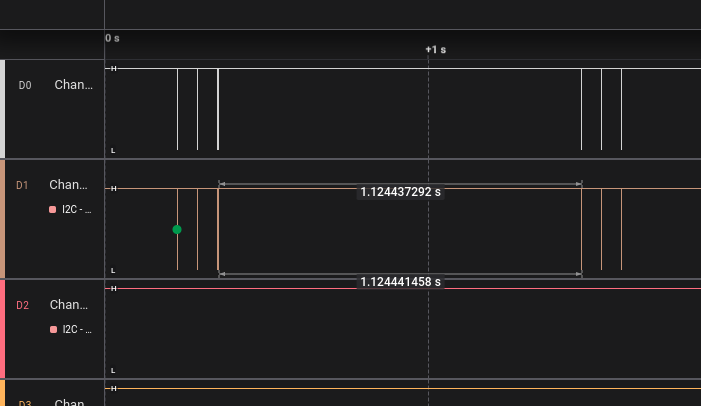 0 s
+1 s
D0 Chan... H
L
D1 Chan... H
1.124437292 s
I2C - ...
L
1.124441458 s
D2 Chan... H
I2C - ...
L
D3 Chan H